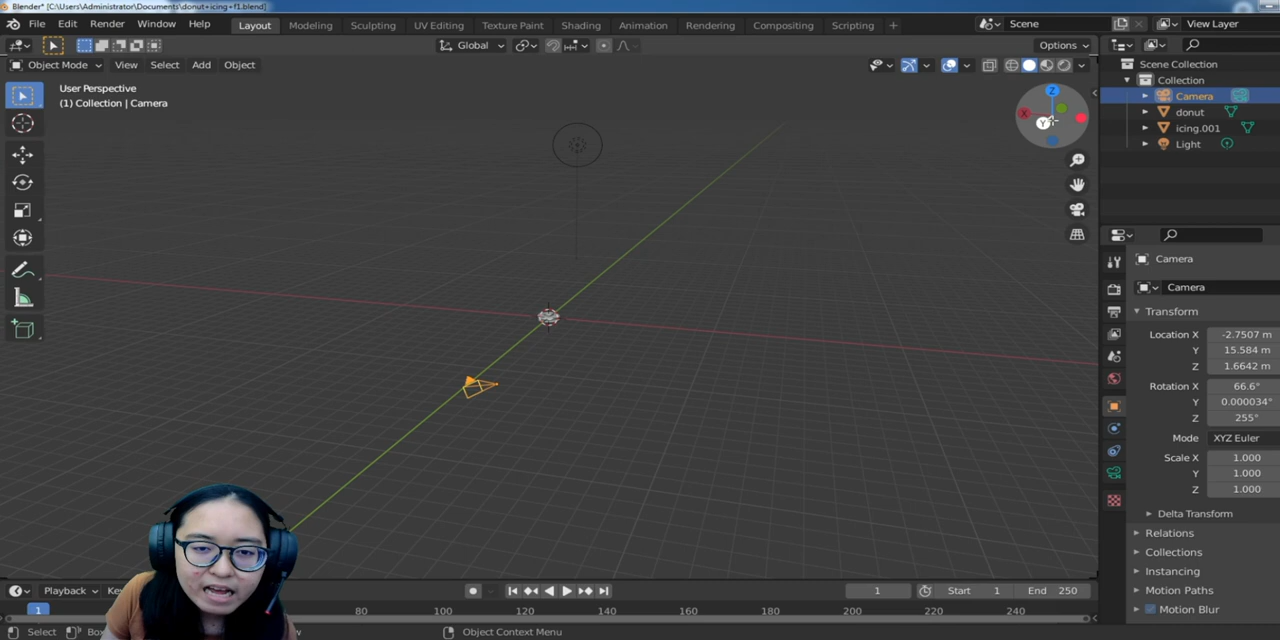 Blender* [C:\Users\Administrator\Documents\donut+icing+f1.blend]
File Edit Render Window Help Layout Modeling Sculpting UV Editing Texture Paint Shading Animation Rendering Compositing Scripting + Scene View Layer
Global Options
Object Mode View Select Add Object
User Perspective
(1) Collection | Camera
Z
X
Y
Scene Collection
Collection
Camera
donut
icing.001
Light
Camera
Camera
Transform
Location X -2.7507 m
Y 15.584 m
Z 1.6642 m
Rotation X 66.6°
Y 0.000034°
Z 255°
Mode XYZ Euler
Scale X 1.000
Y 1.000
Z 1.000
Delta Transform
Relations
Collections
Instancing
Motion Paths
Motion Blur
Playback 1 Start 1 End 250
1 80 100 120 140 160 180 200 220 240
Select Object Context Menu